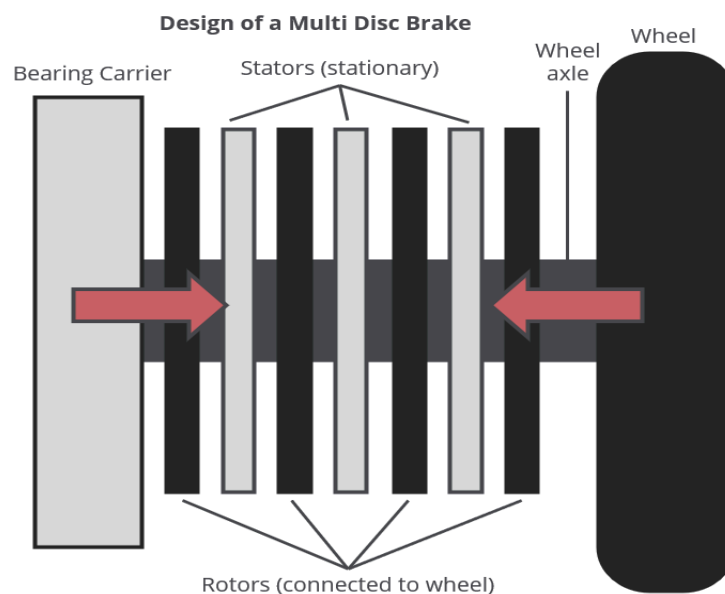 Design of a Multi Disc Brake
Bearing Carrier
Stators (stationary)
Wheel
axle
Wheel
Rotors (connected to wheel)